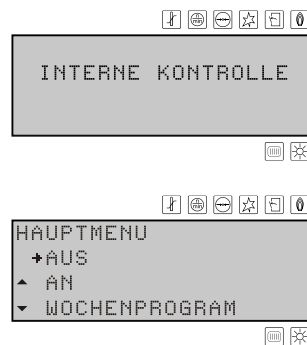 INTERNE KONTROLLE
HAUPTMENU
AUS
AN
WOCHENPROGRAM